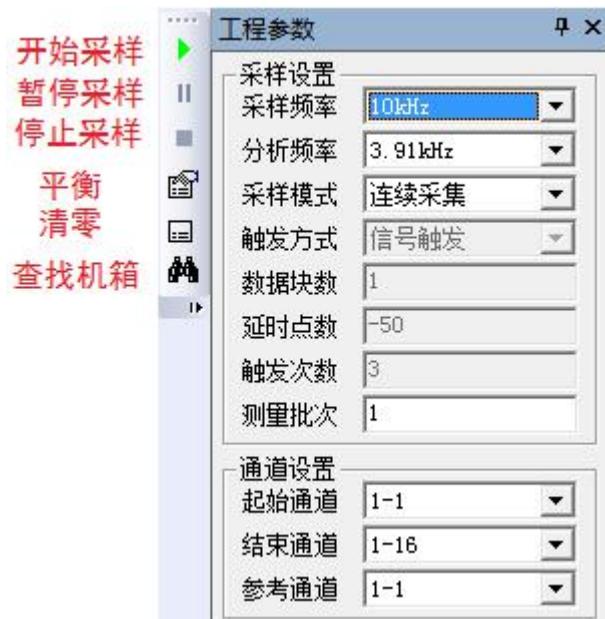 开始采样
暂停采样
停止采样
平衡
清零
查找机箱
工程参数
采样设置
采样频率 10kHz
分析频率 3.91kHz
采样模式 连续采集
触发方式 信号触发
数据块数 1
延时点数 -50
触发次数 3
测量批次 1
通道设置
起始通道 1-1
结束通道 1-16
参考通道 1-1